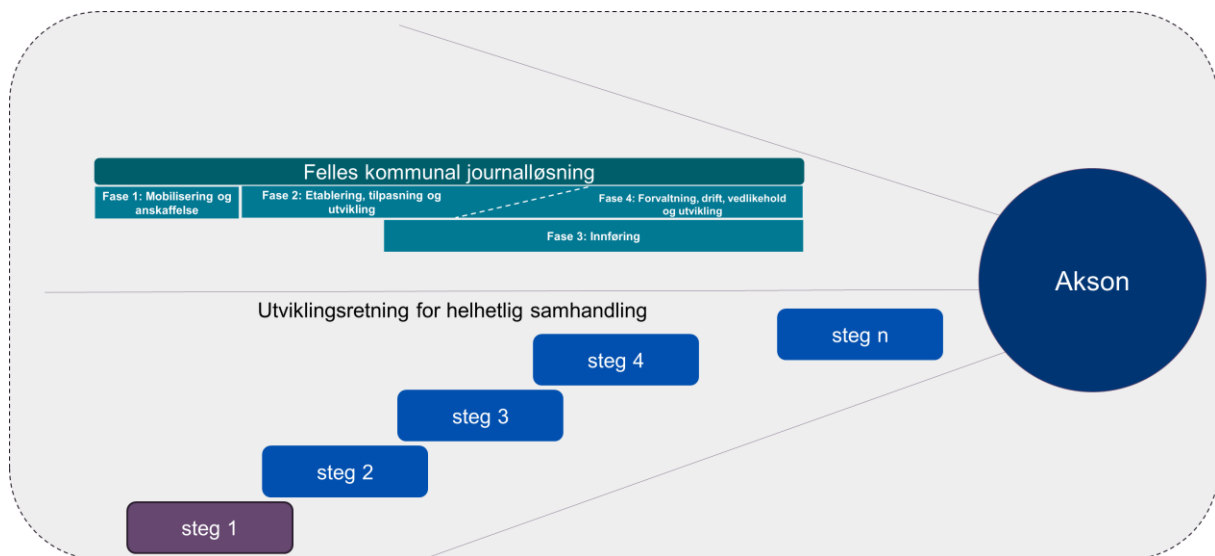 Felles kommunal journalløsning
Fase 1: Mobilisering og
anskaffelse
Fase 2: Etablering, tilpasning og
utvikling
Fase 4: Forvaltning, drift, vedlikehold
og utvikling
Fase 3: Innføring
Akson
Utviklingsretning for helhetlig samhandling
steg n
steg 4
steg 3
steg 2
steg 1